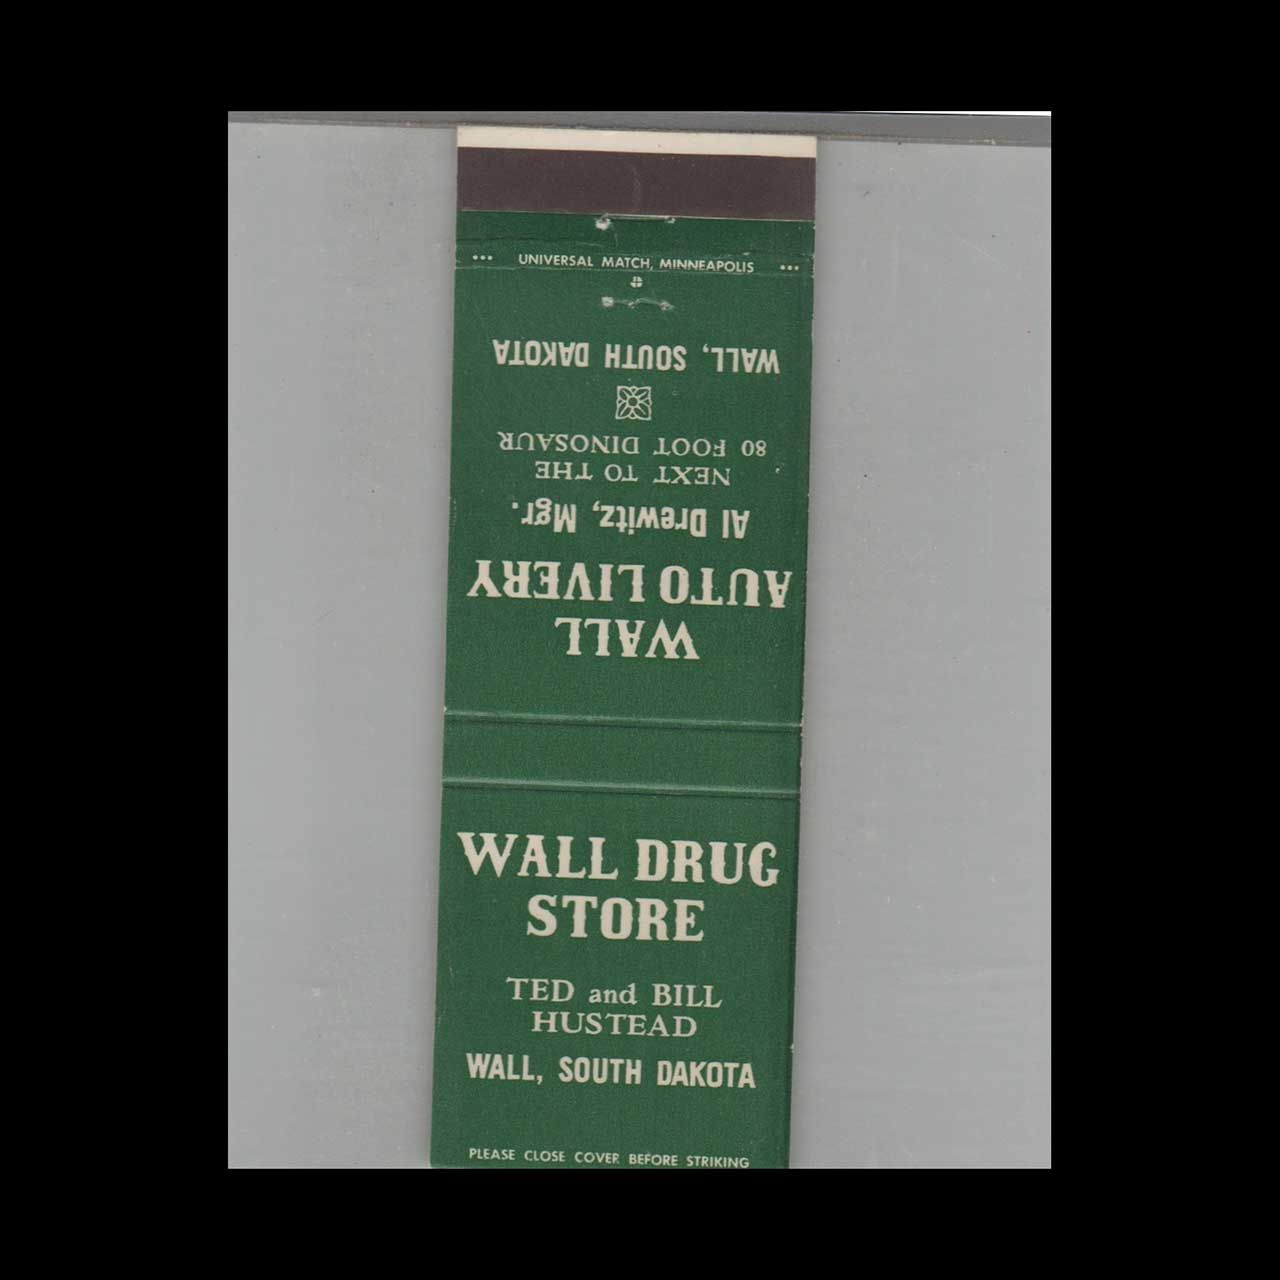 UNIVERSAL MATCH, MINNEAPOLIS
WALL
AUTO LIVERY
Al Drewitz, Mgr.
NEXT TO THE
80 FOOT DINOSAUR
WALL, SOUTH DAKOTA
WALL DRUG
STORE
TED and BILL
HUSTEAD
WALL, SOUTH DAKOTA
PLEASE CLOSE COVER BEFORE STRIKING